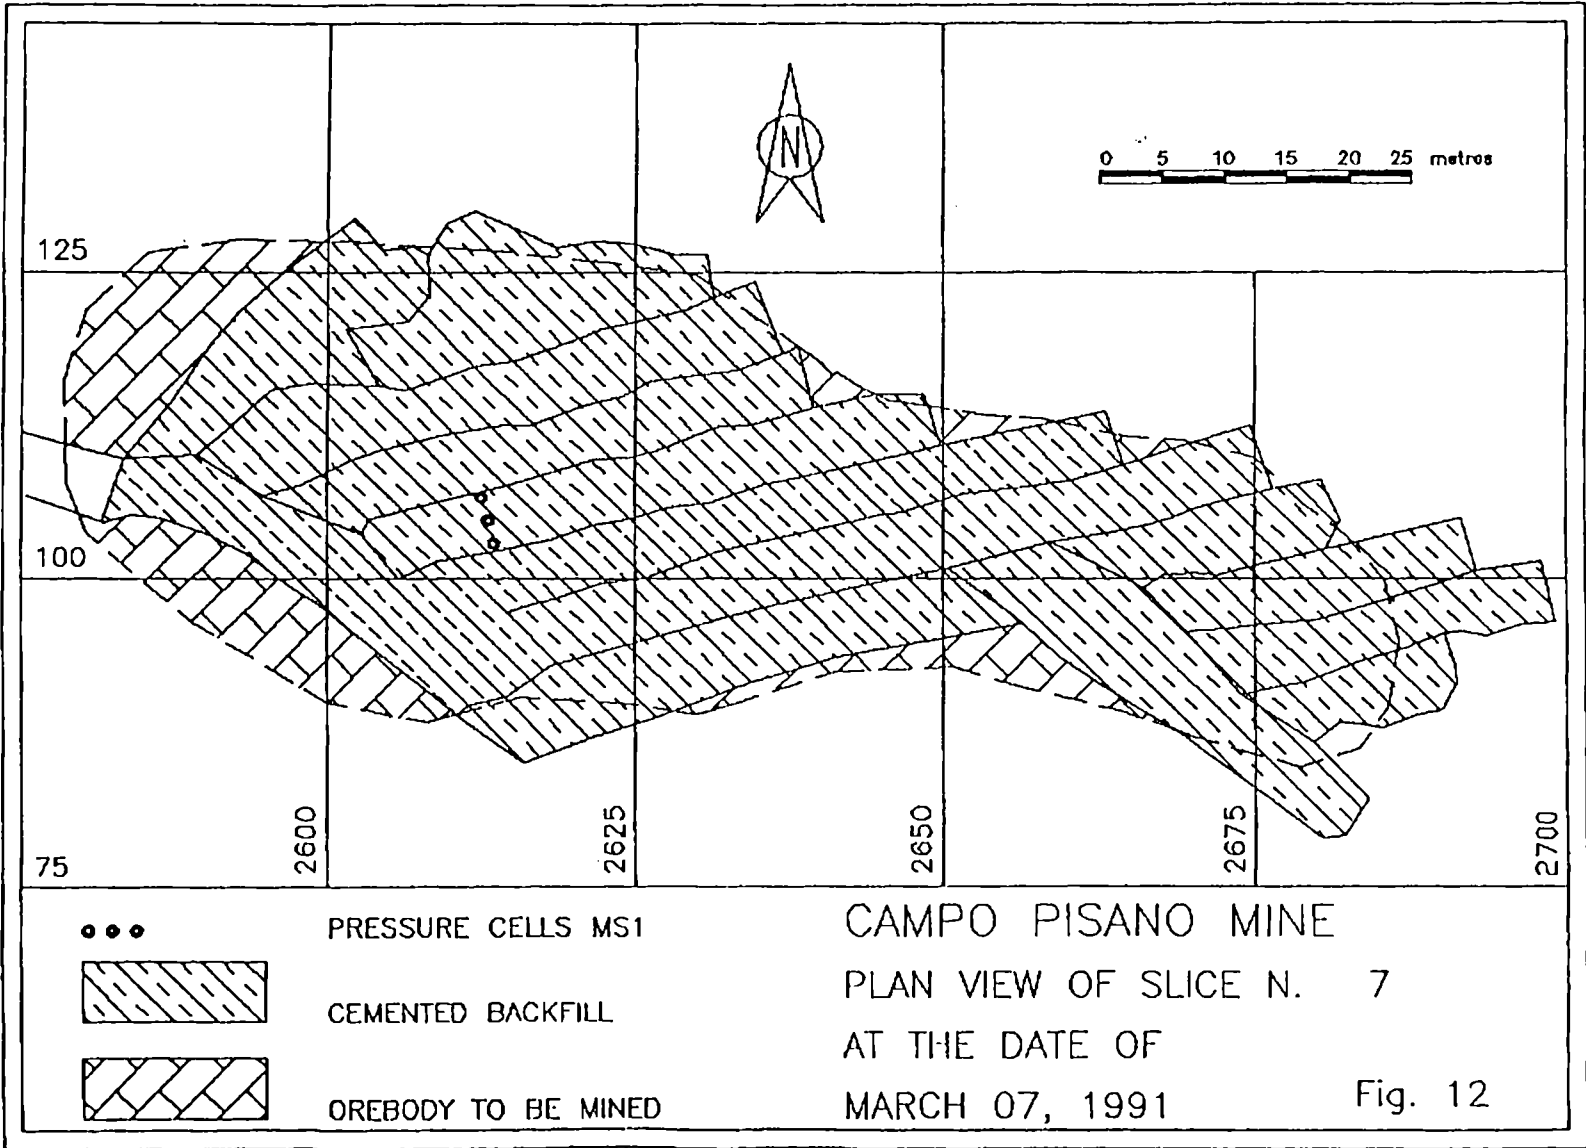 N
0 5 10 15 20 25 metros
125
100
75
2600
2625
2650
2675
2700
PRESSURE CELLS MS1
CEMENTED BACKFILL
OREBODY TO BE MINED
CAMPO PISANO MINE
PLAN VIEW OF SLICE N. 7
AT THE DATE OF
MARCH 07, 1991
Fig. 12